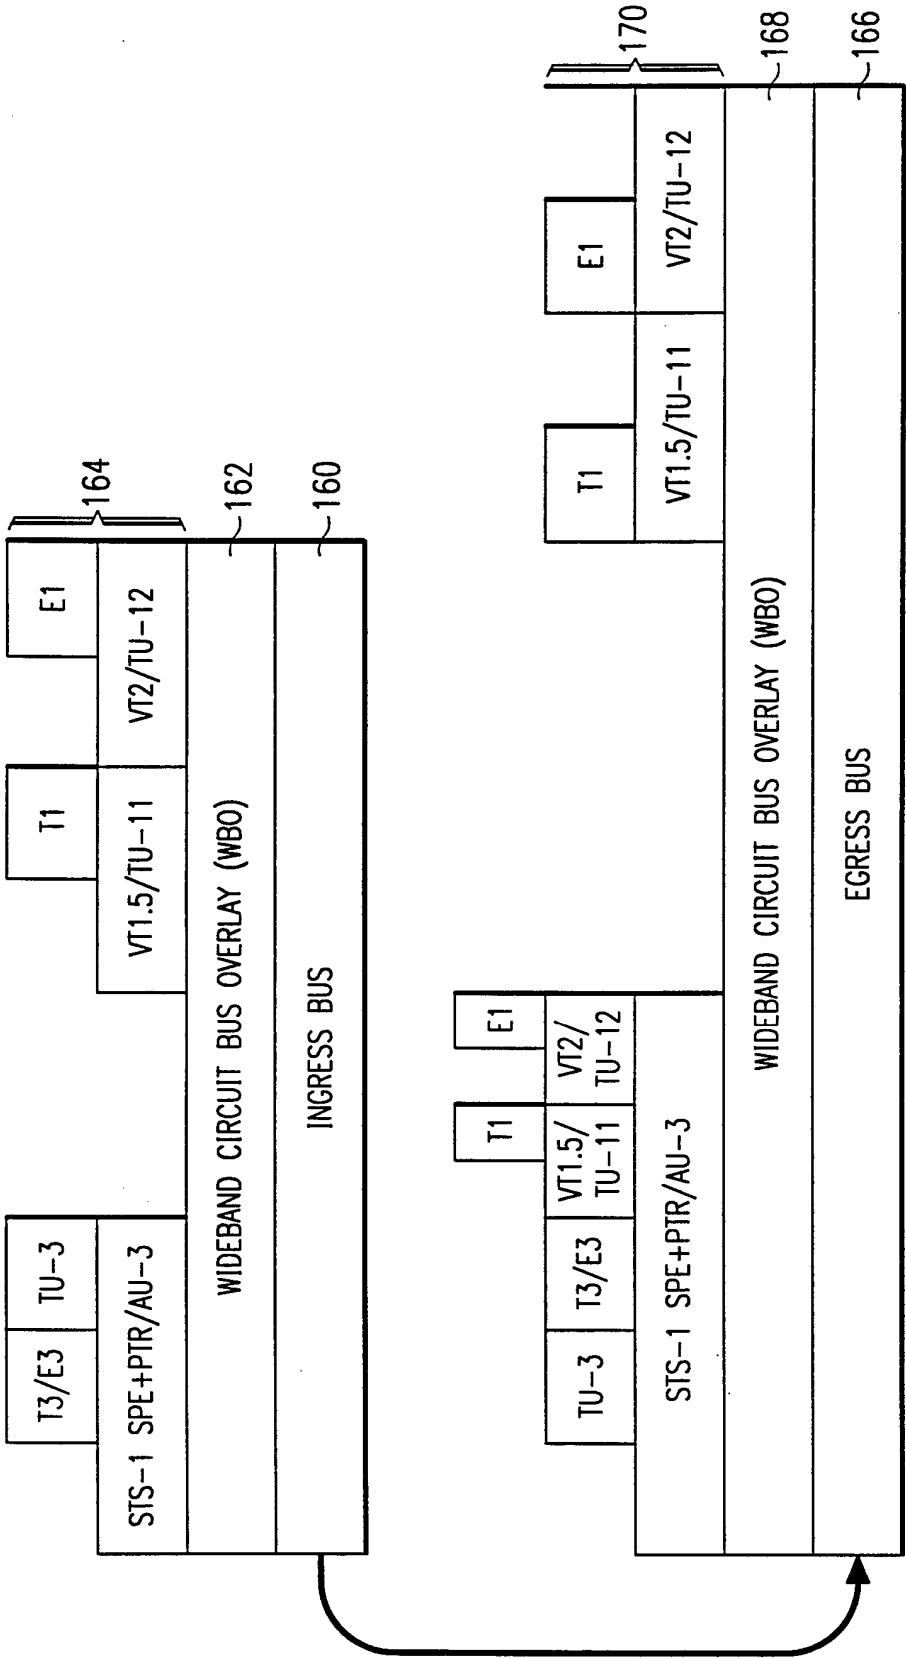 T3/E3
TU-3
T1
E1
164
STS-1 SPE+PTR/AU-3
VT1.5/TU-11
VT2/TU-12
WIDEBAND CIRCUIT BUS OVERLAY (WBO)
162
INGRESS BUS
160
T1
E1
TU-3
T3/E3
VT1.5/
TU-11
VT2/
TU-12
T1
E1
170
STS-1 SPE+PTR/AU-3
VT1.5/TU-11
VT2/TU-12
WIDEBAND CIRCUIT BUS OVERLAY (WBO)
168
EGRESS BUS
166